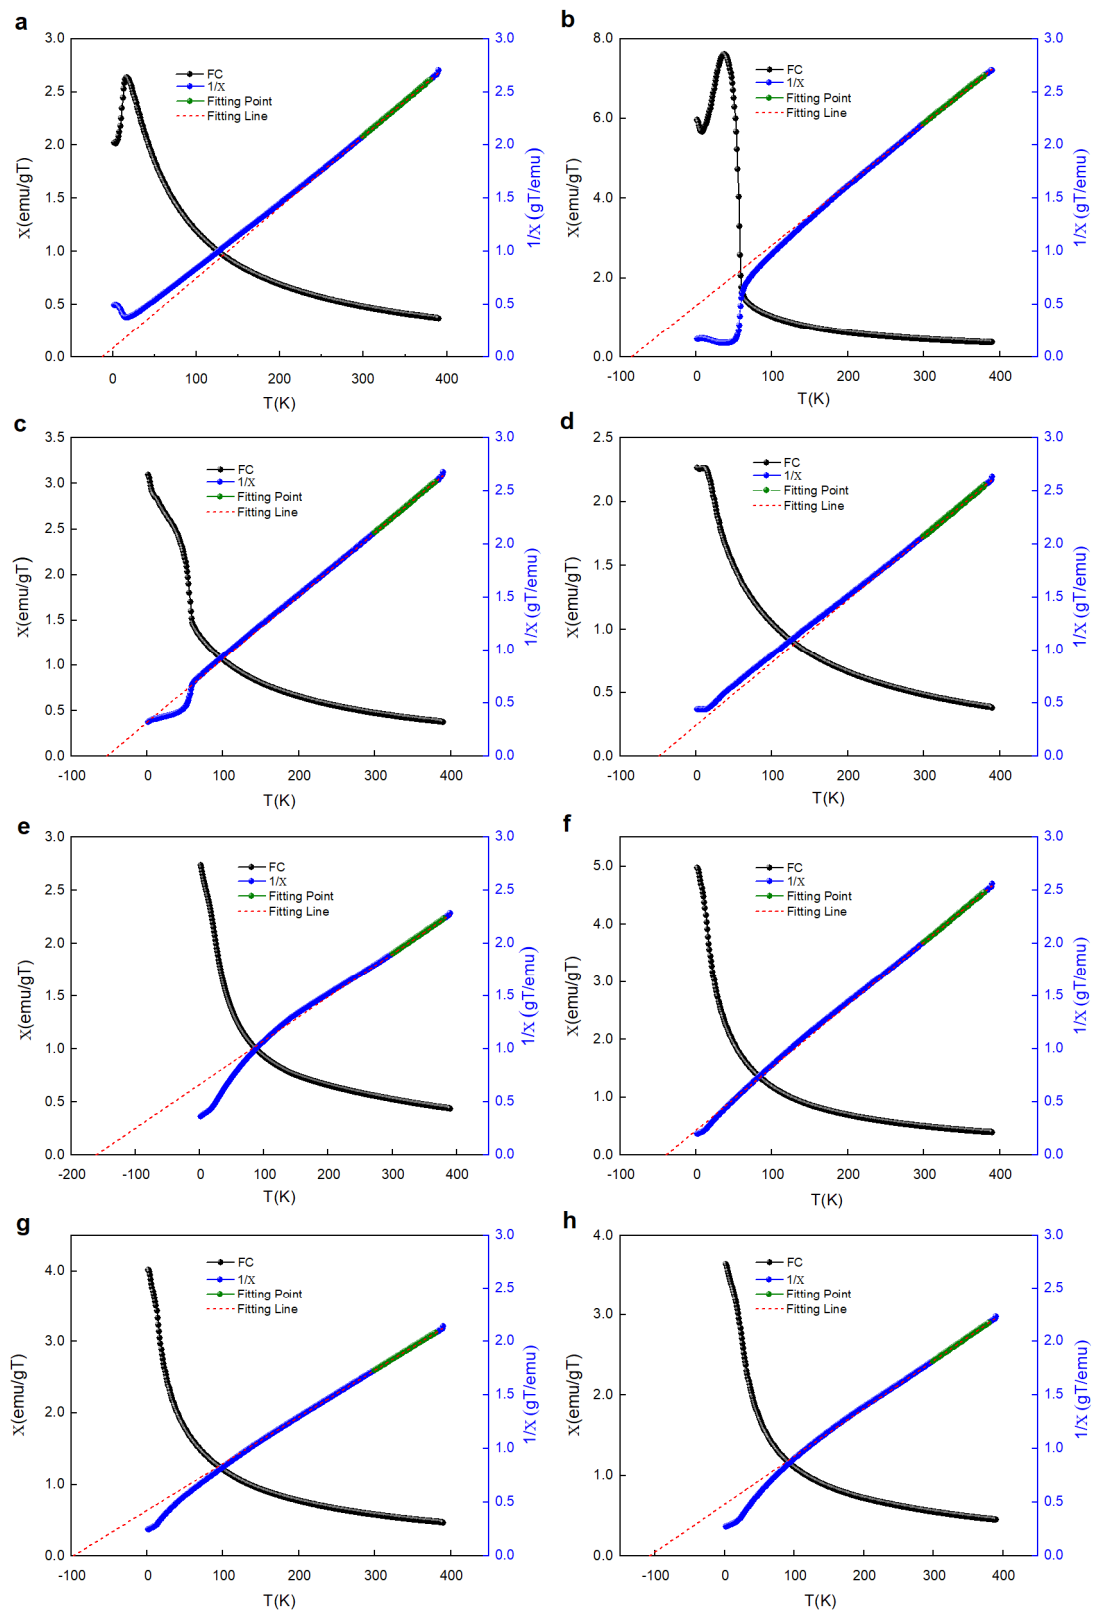 a
3.0
2.5
2.0
1.5
1.0
0.5
0.0
X(emu/gT)
FC
1/X
Fitting Point
Fitting Line
3.0
2.5
2.0
1.5
1.0
0.5
0.0
1/X (gT/emu)
0
100
200
300
400
T(K)
b
8.0
6.0
4.0
2.0
0.0
X(emu/gT)
FC
1/X
Fitting Point
Fitting Line
3.0
2.5
2.0
1.5
1.0
0.5
0.0
1/X (gT/emu)
-100
0
100
200
300
400
T(K)
c
3.5
3.0
2.5
2.0
1.5
1.0
0.5
0.0
X(emu/gT)
FC
1/X
Fitting Point
Fitting Line
3.0
2.5
2.0
1.5
1.0
0.5
0.0
1/X (gT/emu)
-100
0
100
200
300
400
T(K)
d
2.5
2.0
1.5
1.0
0.5
0.0
X(emu/gT)
FC
1/X
Fitting Point
Fitting Line
3.0
2.5
2.0
1.5
1.0
0.5
0.0
1/X (gT/emu)
-100
0
100
200
300
400
T(K)
e
3.0
2.5
2.0
1.5
1.0
0.5
0.0
X(emu/gT)
FC
1/X
Fitting Point
Fitting Line
3.0
2.5
2.0
1.5
1.0
0.5
0.0
1/X (gT/emu)
-200
-100
0
100
200
300
400
T(K)
f
5.0
4.0
3.0
2.0
1.0
0.0
X(emu/gT)
FC
1/X
Fitting Point
Fitting Line
3.0
2.5
2.0
1.5
1.0
0.5
0.0
1/X (gT/emu)
-100
0
100
200
300
400
T(K)
g
4.0
3.0
2.0
1.0
0.0
X(emu/gT)
FC
1/X
Fitting Point
Fitting Line
3.0
2.5
2.0
1.5
1.0
0.5
0.0
1/X (gT/emu)
-100
0
100
200
300
400
T(K)
h
4.0
3.0
2.0
1.0
0.0
X(emu/gT)
FC
1/X
Fitting Point
Fitting Line
3.0
2.5
2.0
1.5
1.0
0.5
0.0
1/X (gT/emu)
-100
0
100
200
300
400
T(K)